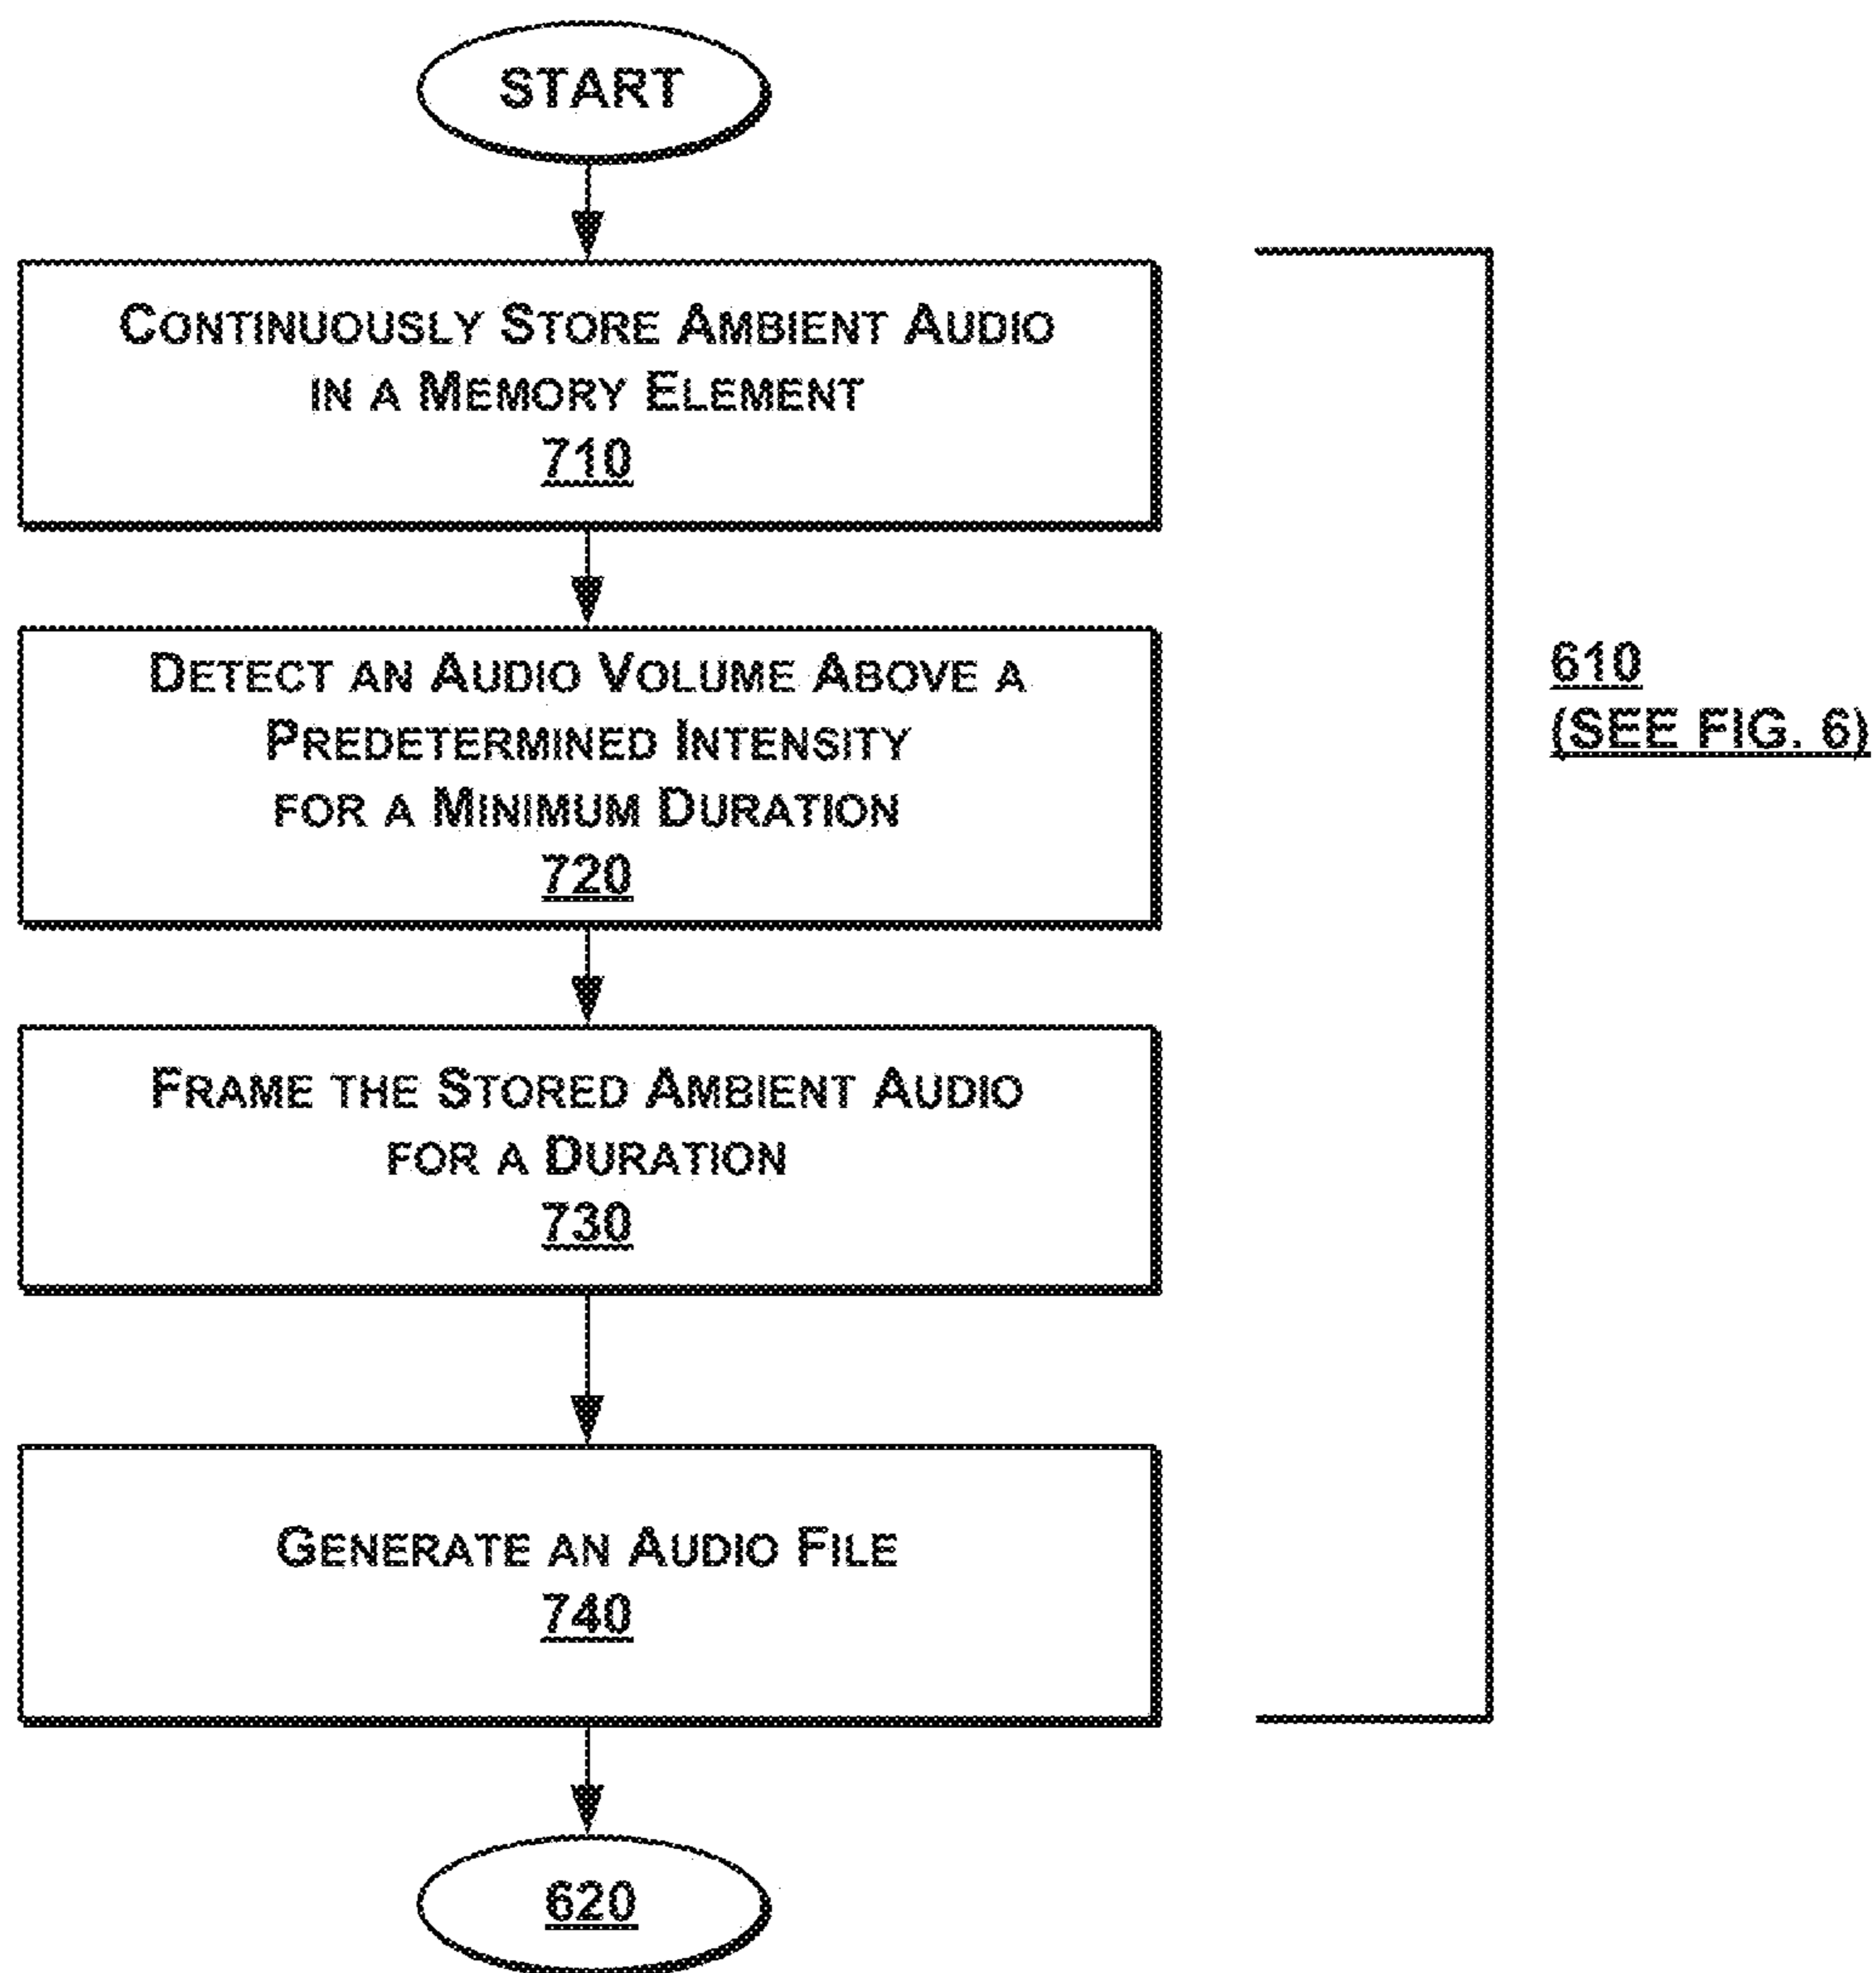 START
CONTINUOUSLY STORE AMBIENT AUDIO
IN A MEMORY ELEMENT
710
DETECT AN AUDIO VOLUME ABOVE A
PREDETERMINED INTENSITY
FOR A MINIMUM DURATION
720
610
(SEE FIG. 6)
FRAME THE STORED AMBIENT AUDIO
FOR A DURATION
730
GENERATE AN AUDIO FILE
740
620